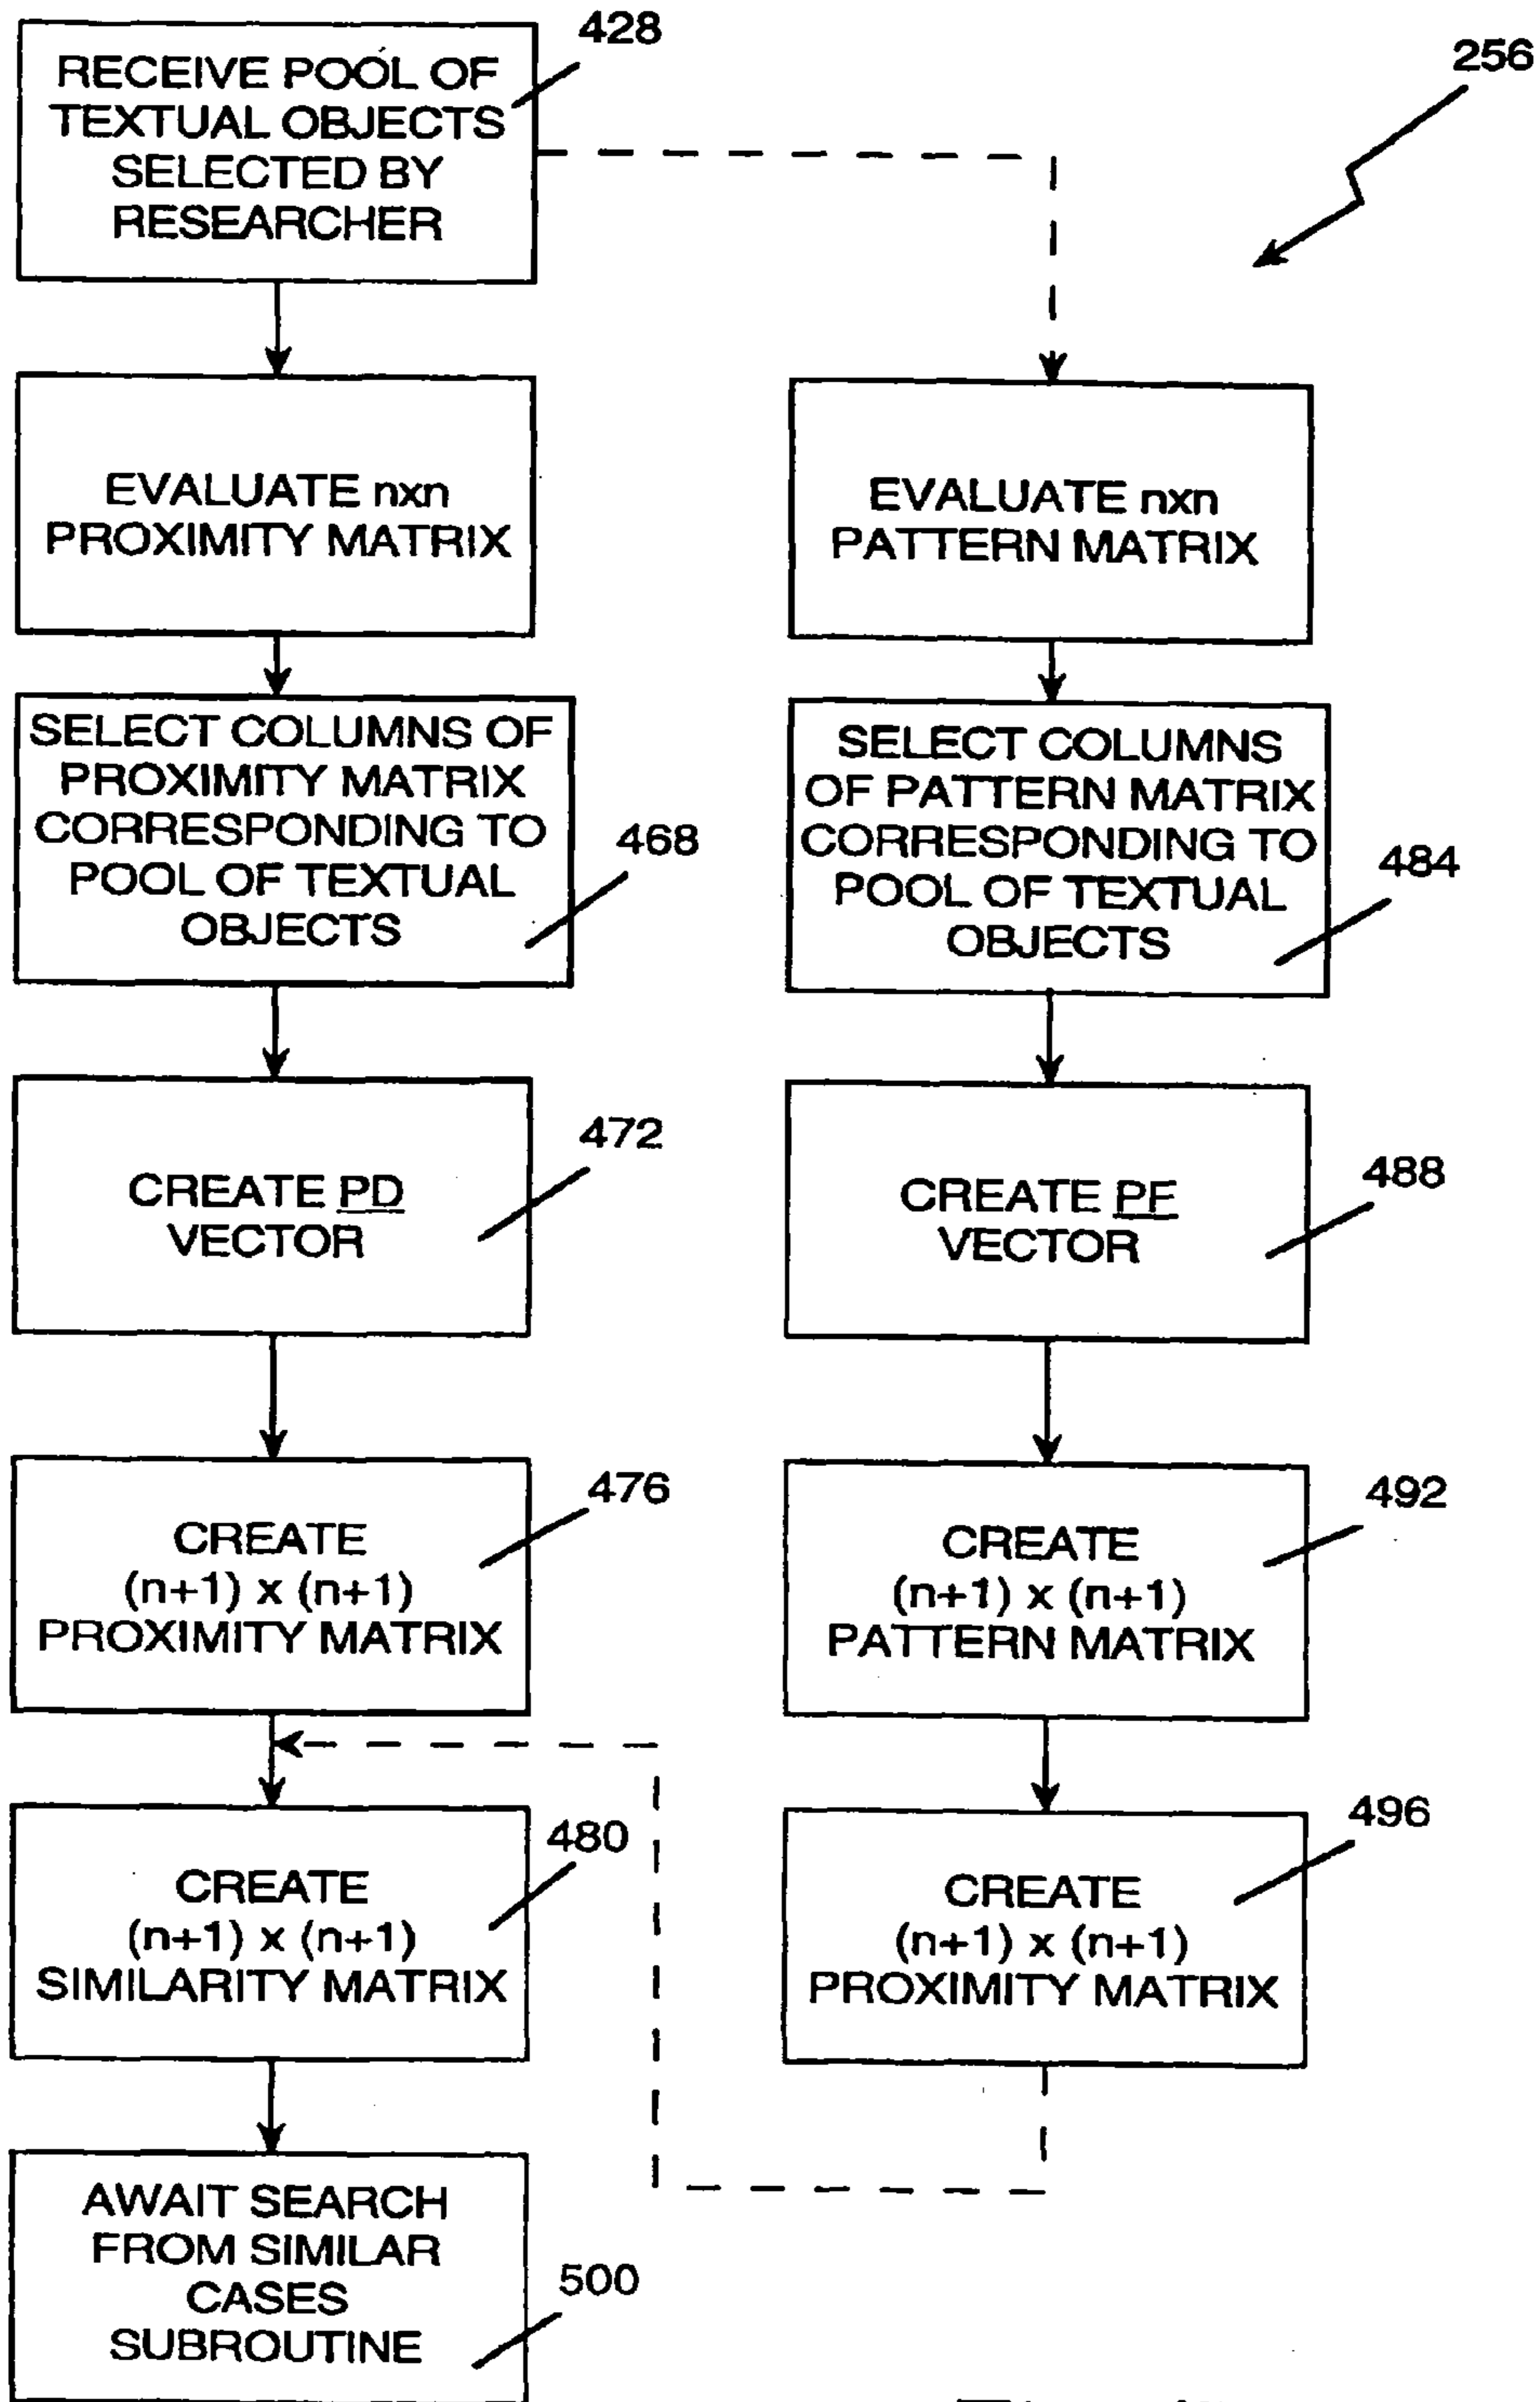 428
256
RECEIVE POOL OF
TEXTUAL OBJECTS
SELECTED BY
RESEARCHER
EVALUATE nxn
PROXIMITY MATRIX
EVALUATE nxn
PATTERN MATRIX
SELECT COLUMNS OF
PROXIMITY MATRIX
CORRESPONDING TO
POOL OF TEXTUAL
OBJECTS
468
SELECT COLUMNS
OF PATTERN MATRIX
CORRESPONDING TO
POOL OF TEXTUAL
OBJECTS
484
CREATE PD
VECTOR
472
CREATE PF
VECTOR
488
CREATE
(n+1) x (n+1)
PROXIMITY MATRIX
476
CREATE
(n+1) x (n+1)
PATTERN MATRIX
492
CREATE
(n+1) x (n+1)
SIMILARITY MATRIX
480
CREATE
(n+1) x (n+1)
PROXIMITY MATRIX
496
AWAIT SEARCH
FROM SIMILAR
CASES
SUBROUTINE
500